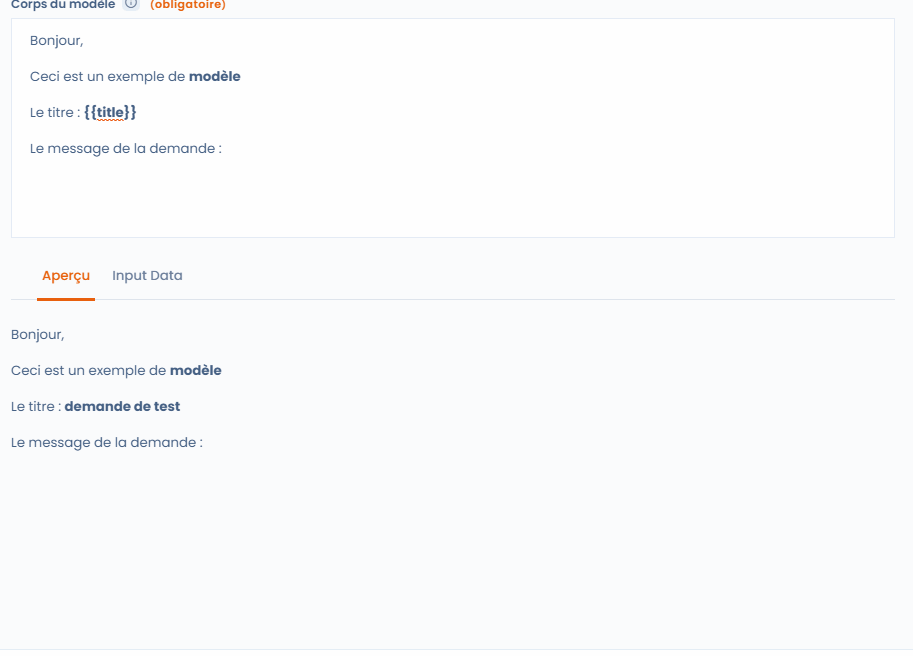 Corps du modèle (obligatoire)
Bonjour,
Ceci est un exemple de modèle
Le titre : {{title}}
Le message de la demande :
Aperçu Input Data
Bonjour,
Ceci est un exemple de modèle
Le titre : demande de test
Le message de la demande :